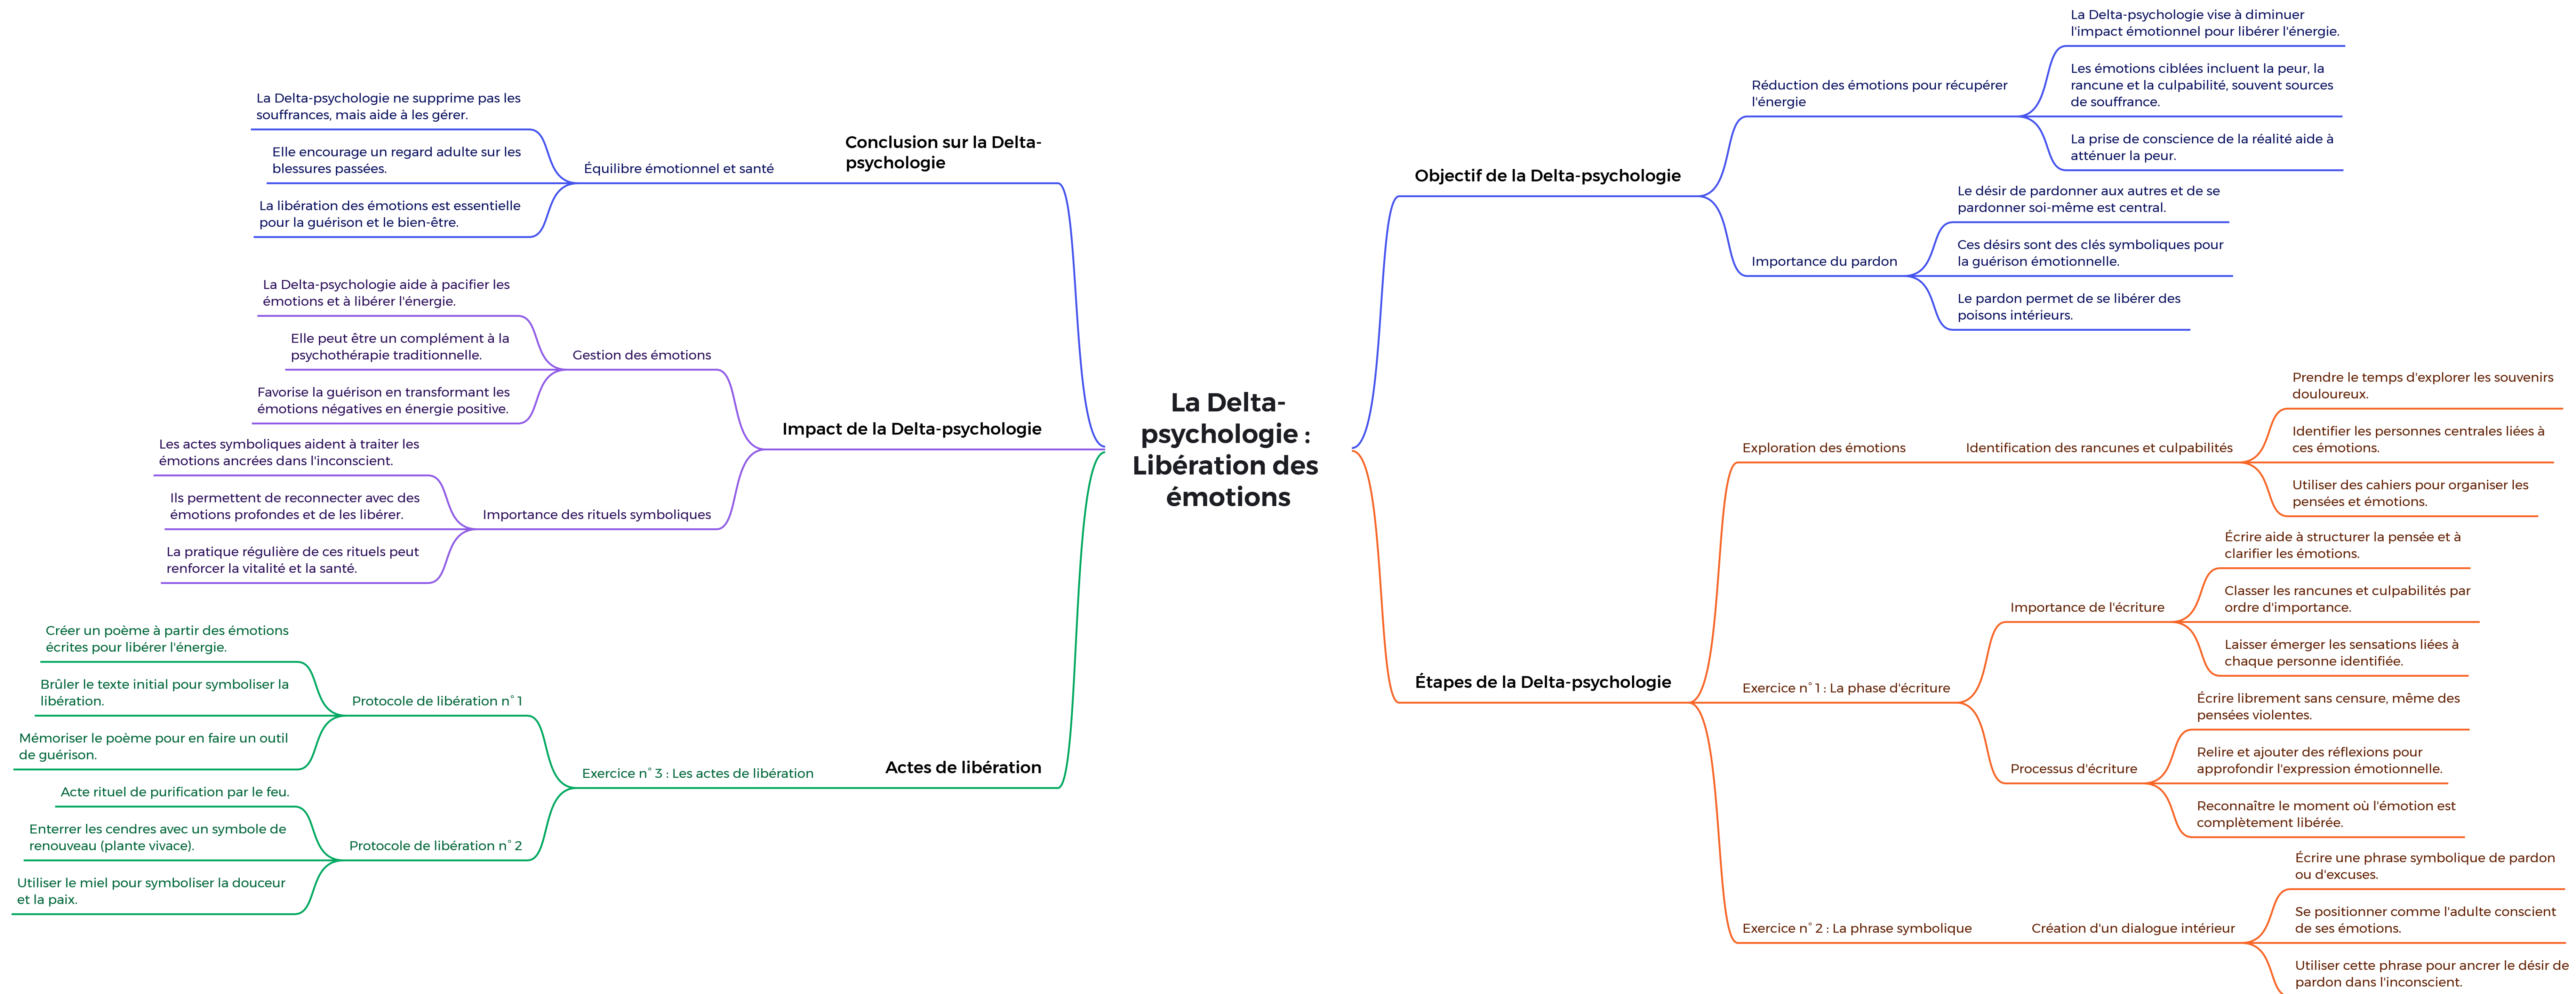 La Delta-
psychologie :
Libération des
émotions
Objectif de la Delta-psychologie
Réduction des émotions pour récupérer
l'énergie
La Delta-psychologie vise à diminuer
l'impact émotionnel pour libérer l'énergie.
Les émotions ciblées incluent la peur, la
rancune et la culpabilité, souvent sources
de souffrance.
La prise de conscience de la réalité aide à
atténuer la peur.
Importance du pardon
Le désir de pardonner aux autres et de se
pardonner soi-même est central.
Ces désirs sont des clés symboliques pour
la guérison émotionnelle.
Le pardon permet de se libérer des
poisons intérieurs.
Étapes de la Delta-psychologie
Exploration des émotions
Identification des rancunes et culpabilités
Prendre le temps d'explorer les souvenirs
douloureux.
Identifier les personnes centrales liées à
ces émotions.
Utiliser des cahiers pour organiser les
pensées et émotions.
Exercice n°1 : La phase d'écriture
Importance de l'écriture
Écrire aide à structurer la pensée et à
clarifier les émotions.
Classer les rancunes et culpabilités par
ordre d'importance.
Laisser émerger les sensations liées à
chaque personne identifiée.
Processus d'écriture
Écrire librement sans censure, même des
pensées violentes.
Relire et ajouter des réflexions pour
approfondir l'expression émotionnelle.
Reconnaître le moment où l'émotion est
complètement libérée.
Exercice n° 2 : La phrase symbolique
Création d'un dialogue intérieur
Écrire une phrase symbolique de pardon
ou d'excuses.
Se positionner comme l'adulte conscient
de ses émotions.
Utiliser cette phrase pour ancrer le désir de
pardon dans l'inconscient.
Conclusion sur la Delta-
psychologie
Équilibre émotionnel et santé
La Delta-psychologie ne supprime pas les
souffrances, mais aide à les gérer.
Elle encourage un regard adulte sur les
blessures passées.
La libération des émotions est essentielle
pour la guérison et le bien-être.
Impact de la Delta-psychologie
Gestion des émotions
La Delta-psychologie aide à pacifier les
émotions et à libérer l'énergie.
Elle peut être un complément à la
psychothérapie traditionnelle.
Favorise la guérison en transformant les
émotions négatives en énergie positive.
Importance des rituels symboliques
Les actes symboliques aident à traiter les
émotions ancrées dans l'inconscient.
Ils permettent de reconnecter avec des
émotions profondes et de les libérer.
La pratique régulière de ces rituels peut
renforcer la vitalité et la santé.
Actes de libération
Exercice n° 3 : Les actes de libération
Protocole de libération n° 1
Créer un poème à partir des émotions
écrites pour libérer l'énergie.
Brûler le texte initial pour symboliser la
libération.
Mémoriser le poème pour en faire un outil
de guérison.
Protocole de libération n° 2
Acte rituel de purification par le feu.
Enterrer les cendres avec un symbole de
renouveau (plante vivace).
Utiliser le miel pour symboliser la douceur
et la paix.